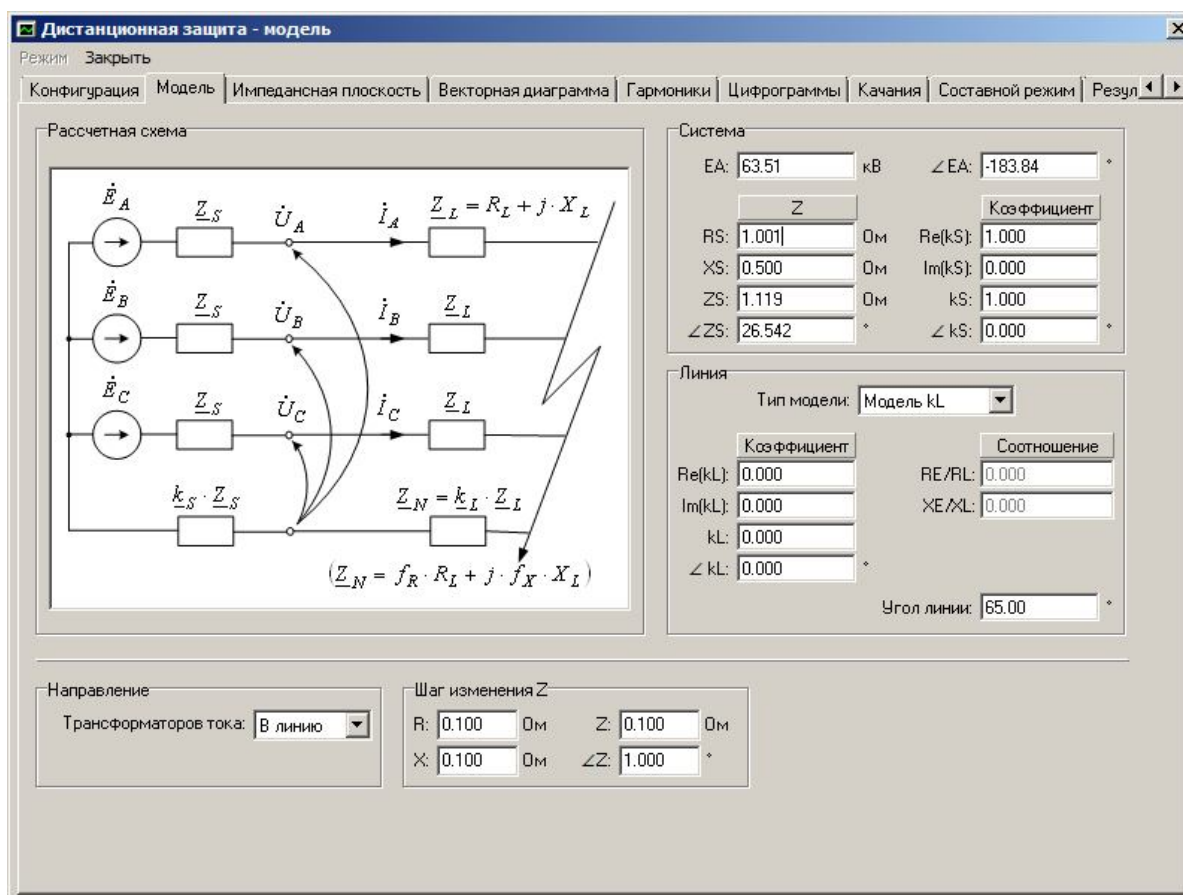 Дистанционная защита - модель
Режим Закрыть
Конфигурация Модель Импедансная плоскость Векторная диаграмма Гармоники Цифрограммы Качания Составной режим Резул
Рассчетная схема
Ė_A Z_S U̇_A İ_A Z_L = R_L + j · X_L
Ė_B Z_S U̇_B İ_B Z_L
Ė_C Z_S U̇_C İ_C Z_L
k_S · Z_S Z_N = k_L · Z_L
(Z_N = f_R · R_L + j · f_X · X_L)
Система
EA: 63.51 кВ ∠EA: -183.84 °
Z Коэффициент
RS: 1.001 Ом Re(kS): 1.000
XS: 0.500 Ом Im(kS): 0.000
ZS: 1.119 Ом kS: 1.000
∠ZS: 26.542 ° ∠ kS: 0.000 °
Линия
Тип модели: Модель kL
Коэффициент Соотношение
Re(kL): 0.000 RE/RL: 0.000
Im(kL): 0.000 XE/XL: 0.000
kL: 0.000
∠ kL: 0.000 °
Угол линии: 65.00 °
Направление
Трансформаторов тока: В линию
Шаг изменения Z
R: 0.100 Ом Z: 0.100 Ом
X: 0.100 Ом ∠Z: 1.000 °